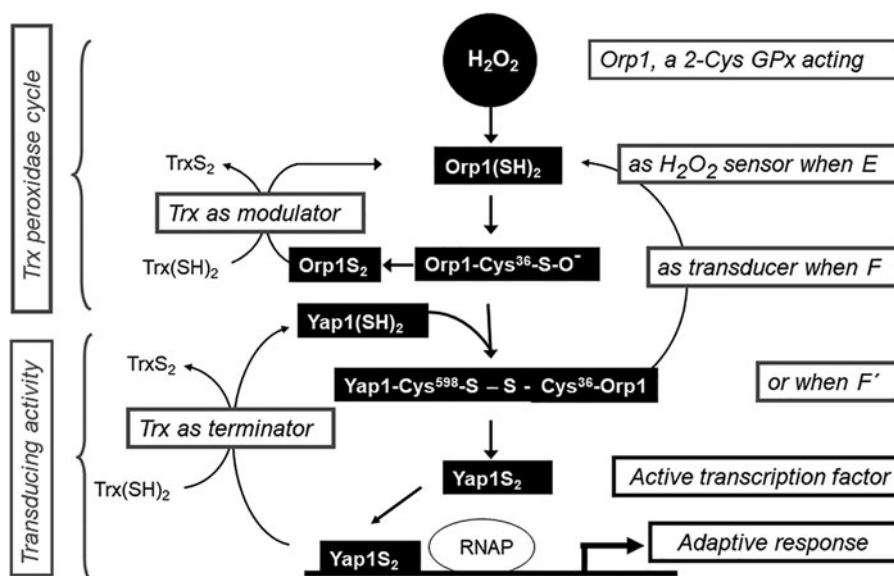 H₂O₂
Orp1, a 2-Cys GPx acting
Trx peroxidase cycle
TrxS₂
Orp1(SH)₂
as H₂O₂ sensor when E
Trx as modulator
Trx(SH)₂
Orp1S₂
Orp1-Cys³⁶-S-O⁻
as transducer when F
Yap1(SH)₂
Transducing activity
TrxS₂
Yap1-Cys⁵⁹⁸-S – S - Cys³⁶-Orp1
or when F′
Trx as terminator
Trx(SH)₂
Yap1S₂
Active transcription factor
Yap1S₂
RNAP
Adaptive response